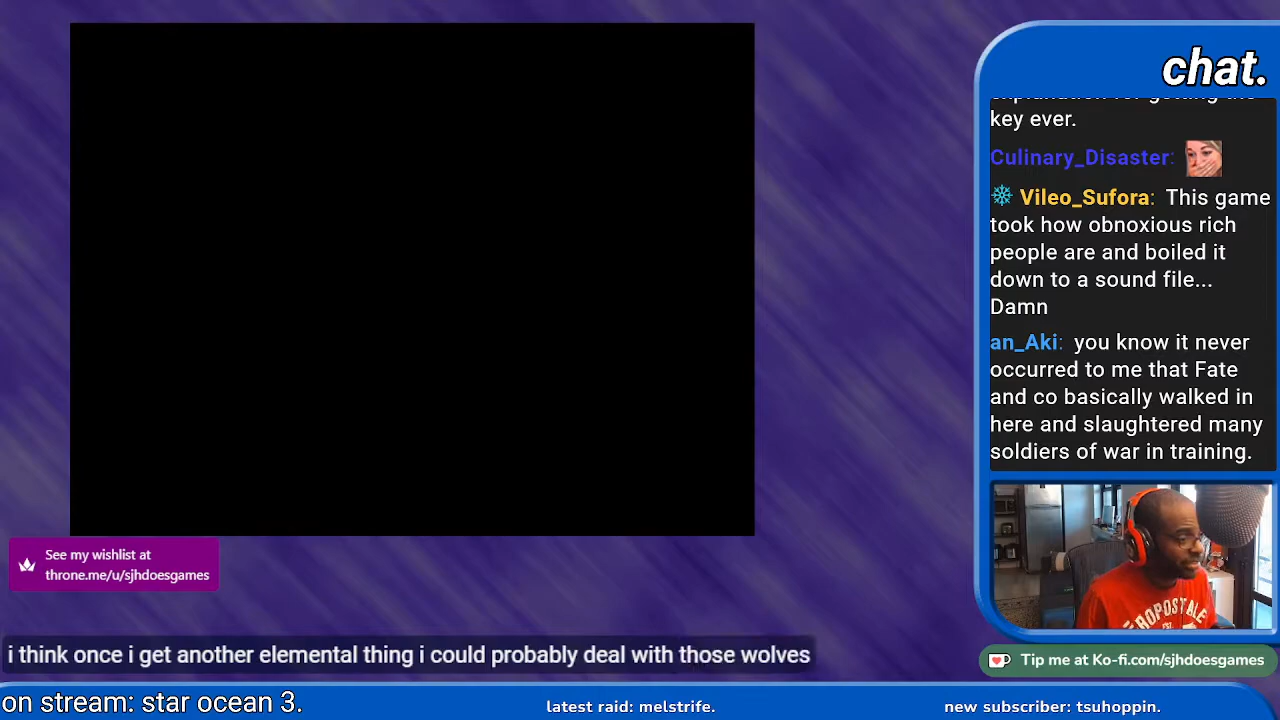 chat.
key ever.
Culinary_Disaster:
Vileo_Sufora: This game
took how obnoxious rich
people are and boiled it
down to a sound file...
Damn
an_Aki: you know it never
occurred to me that Fate
and co basically walked in
here and slaughtered many
soldiers of war in training.
See my wishlist at
throne.me/u/sjhdoesgames
i think once i get another elemental thing i could probably deal with those wolves
Tip me at Ko-fi.com/sjhdoesgames
on stream: star ocean 3.
latest raid: melstrife.
new subscriber: tsuhoppin.